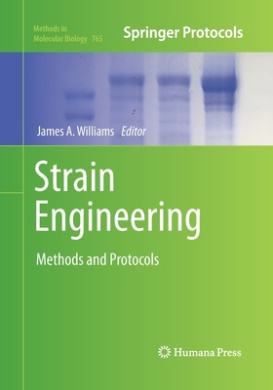 Methods in
Molecular Biology 765
Springer Protocols
James A. Williams Editor
Strain
Engineering
Methods and Protocols
Humana Press